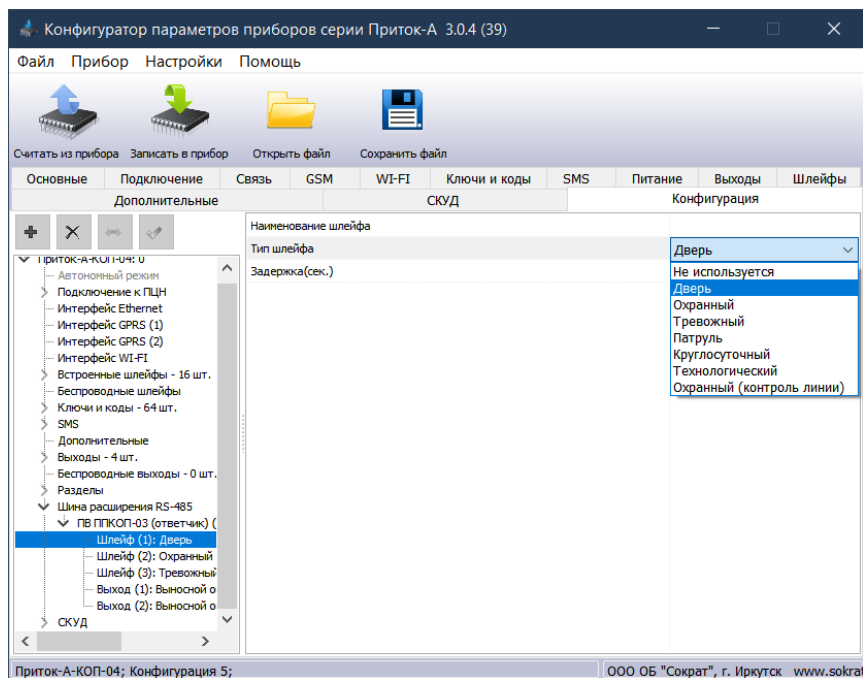 Конфигуратор параметров приборов серии Приток-А 3.0.4 (39)
Файл Прибор Настройки Помощь
Считать из прибора Записать в прибор Открыть файл Сохранить файл
Основные Подключение Связь GSM WI-FI Ключи и коды SMS Питание Выходы Шлейфы
Дополнительные СКУД Конфигурация
Наименование шлейфа
Тип шлейфа Дверь
Задержка(сек.)
Не используется
Дверь
Охранный
Тревожный
Патруль
Круглосуточный
Технологический
Охранный (контроль линии)
Приток-А-КОП-04: 0
Автономный режим
Подключение к ПЦН
Интерфейс Ethernet
Интерфейс GPRS (1)
Интерфейс GPRS (2)
Интерфейс WI-FI
Встроенные шлейфы - 16 шт.
Беспроводные шлейфы
Ключи и коды - 64 шт.
SMS
Дополнительные
Выходы - 4 шт.
Беспроводные выходы - 0 шт.
Разделы
Шина расширения RS-485
ПВ ППКОП-03 (ответчик) (
Шлейф (1): Дверь
Шлейф (2): Охранный
Шлейф (3): Тревожный
Выход (1): Выносной о
Выход (2): Выносной о
СКУД
Приток-А-КОП-04; Конфигурация 5; ООО ОБ "Сократ", г. Иркутск www.sokra